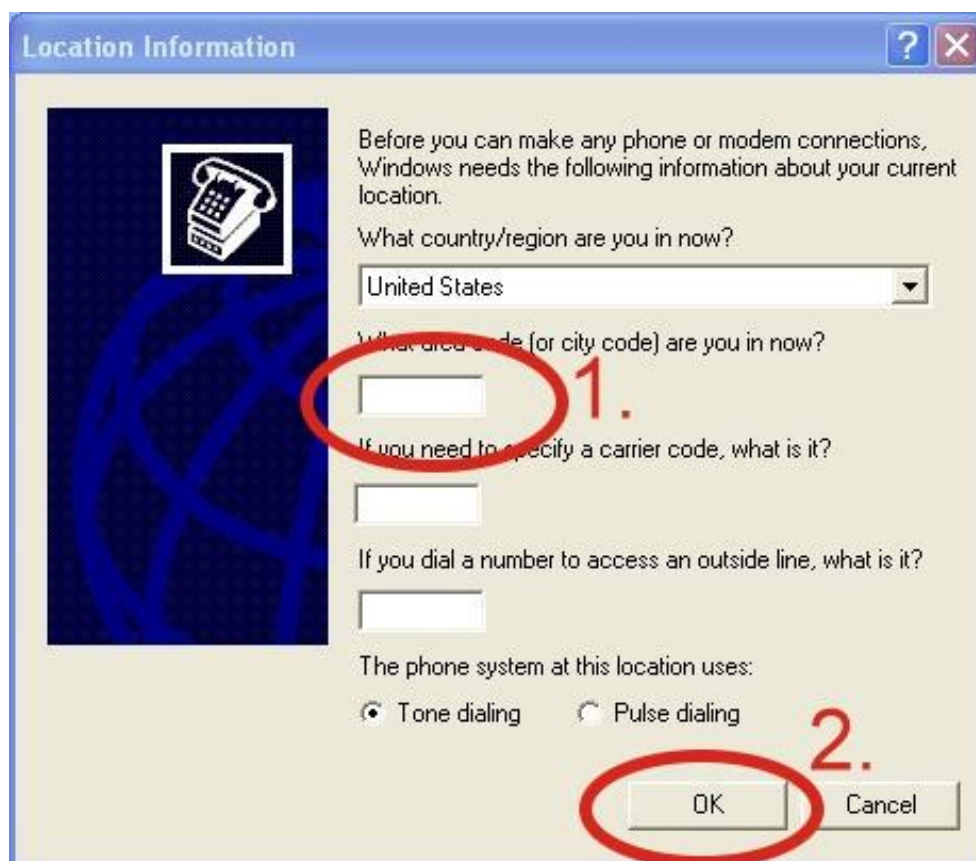 Location Information
Before you can make any phone or modem connections,
Windows needs the following information about your current
location.
What country/region are you in now?
United States
What area code (or city code) are you in now?
1.
If you need to specify a carrier code, what is it?
If you dial a number to access an outside line, what is it?
The phone system at this location uses:
Tone dialing Pulse dialing
2.
OK Cancel